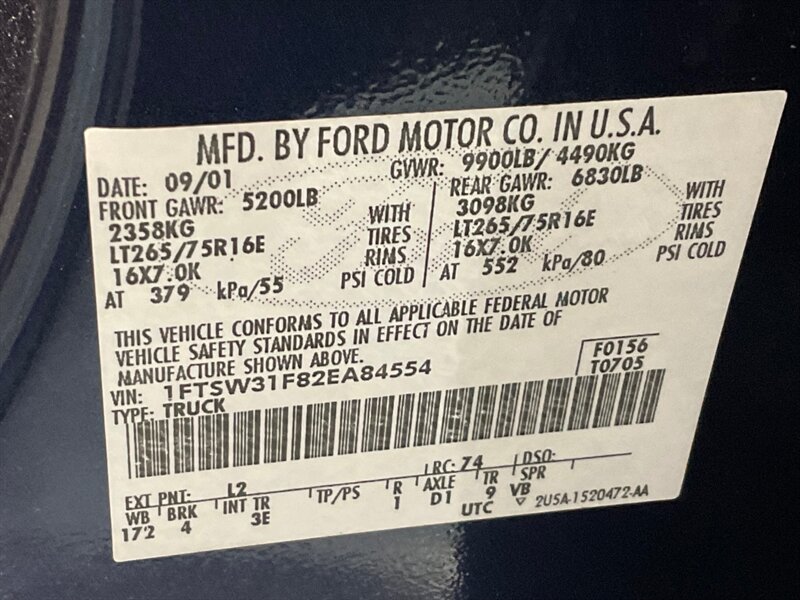 MFD. BY FORD MOTOR CO. IN U.S.A.
DATE: 09/01 GVWR: 9900LB/ 4490KG
FRONT GAWR: 5200LB REAR GAWR: 6830LB
2358KG WITH 3098KG WITH
LT265/75R16E TIRES LT265/75R16E TIRES
16X7.0K RIMS 16X7.0K RIMS
AT 379 kPa/55 PSI COLD AT 552 kPa/80 PSI COLD
THIS VEHICLE CONFORMS TO ALL APPLICABLE FEDERAL MOTOR
VEHICLE SAFETY STANDARDS IN EFFECT ON THE DATE OF
MANUFACTURE SHOWN ABOVE.
VIN: 1FTSW31F82EA84554 F0156
TYPE: TRUCK T0705
EXT PNT: L2 RC: 74 DSO:
WB BRK INT TR TP/PS R AXLE TR SPR
172 4 3E 1 D1 9 VB
UTC ▽ 2U5A-1520472-AA